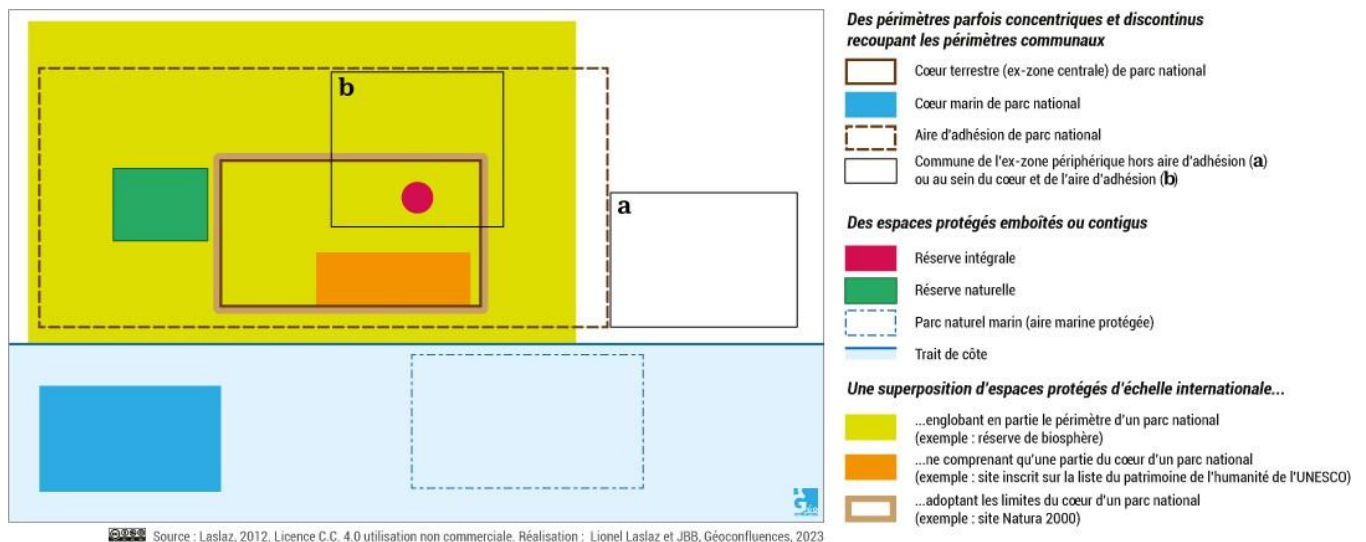 b
a
Source : Laslaz, 2012. Licence C.C. 4.0 utilisation non commerciale. Réalisation : Lionel Laslaz et JBB, Géoconfluences, 2023
Des périmètres parfois concentriques et discontinus
recoupant les périmètres communaux
Cœur terrestre (ex-zone centrale) de parc national
Cœur marin de parc national
Aire d'adhésion de parc national
Commune de l'ex-zone périphérique hors aire d'adhésion (a)
ou au sein du cœur et de l'aire d'adhésion (b)
Des espaces protégés emboîtés ou contigus
Réserve intégrale
Réserve naturelle
Parc naturel marin (aire marine protégée)
Trait de côte
Une superposition d'espaces protégés d'échelle internationale...
...englobant en partie le périmètre d'un parc national
(exemple : réserve de biosphère)
...ne comprenant qu'une partie du cœur d'un parc national
(exemple : site inscrit sur la liste du patrimoine de l'humanité de l'UNESCO)
...adoptant les limites du cœur d'un parc national
(exemple : site Natura 2000)